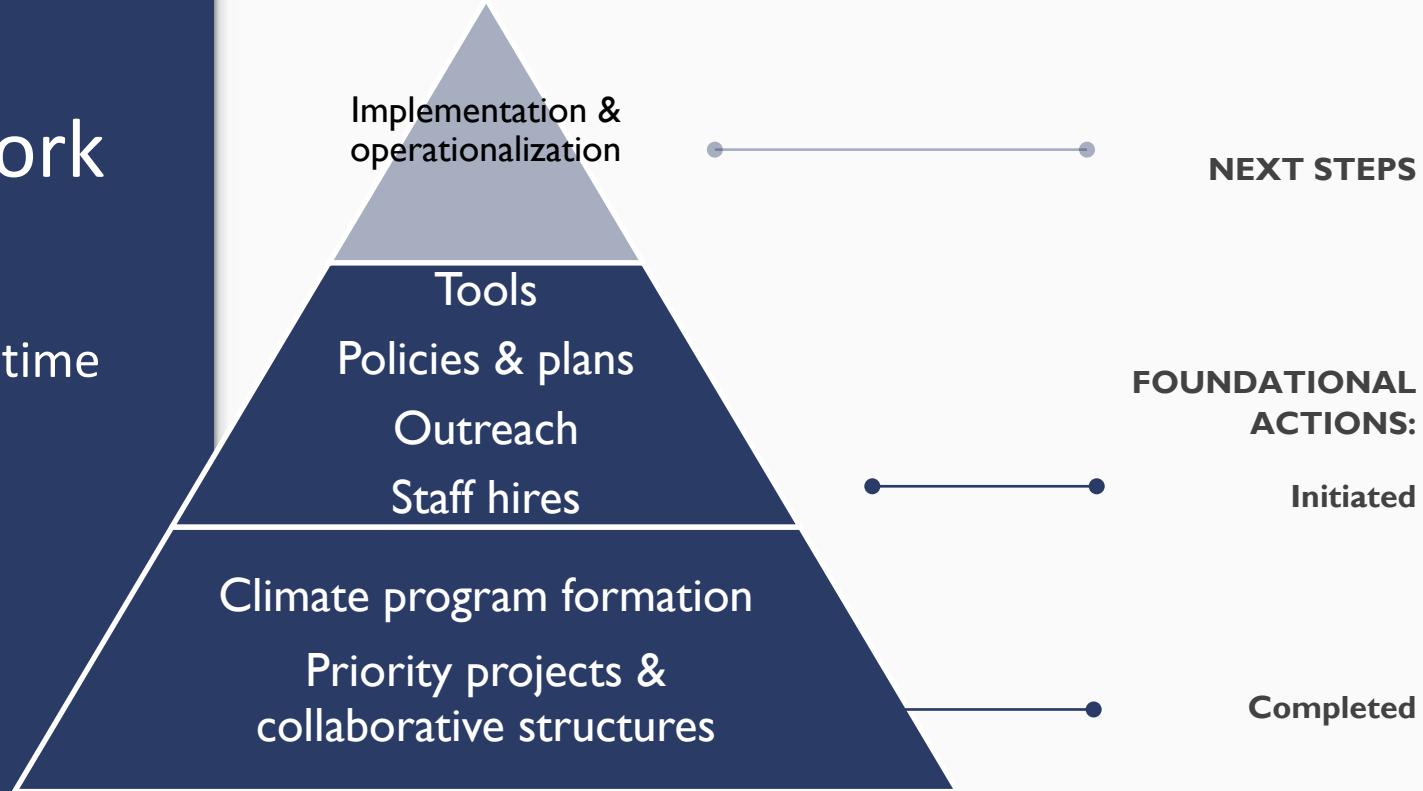 ork
time
Implementation &
operationalization
NEXT STEPS
Tools
Policies & plans
Outreach
Staff hires
FOUNDATIONAL
ACTIONS:
Initiated
Climate program formation
Priority projects &
collaborative structures
Completed